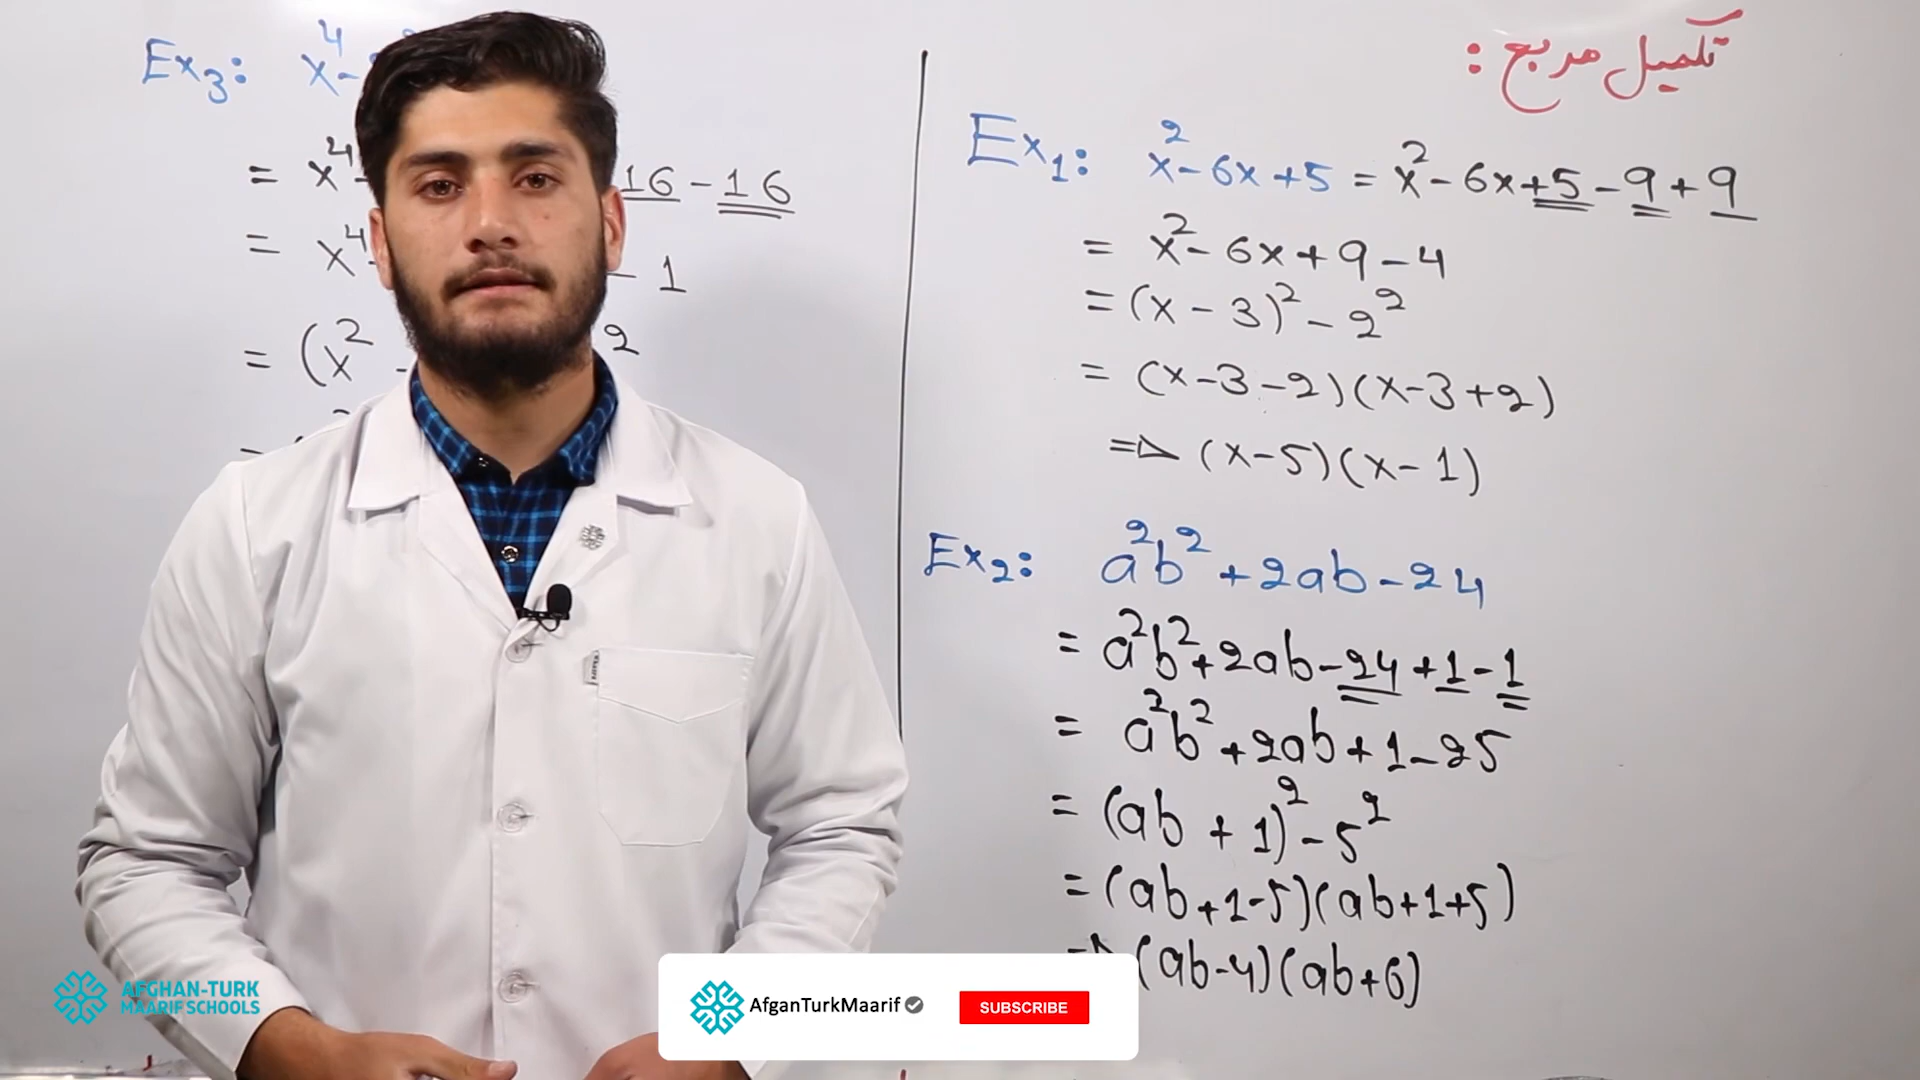 تکمیل مربع :
Ex₁: x² - 6x + 5 = x² - 6x + 5 - 9 + 9
= x² - 6x + 9 - 4
= (x - 3)² - 2²
= (x - 3 - 2)(x - 3 + 2)
=> (x - 5)(x - 1)
Ex₂: a²b² + 2ab - 24
= a²b² + 2ab - 24 + 1 - 1
= a²b² + 2ab + 1 - 25
= (ab + 1)² - 5²
= (ab + 1 - 5)(ab + 1 + 5)
(ab - 4)(ab + 6)
Ex₃: x⁴ -
= x⁴ 16 - 16
= x⁴ - 1
= (x² - 2
=
AFGHAN-TURK
MAARIF SCHOOLS
AfganTurkMaarif
SUBSCRIBE